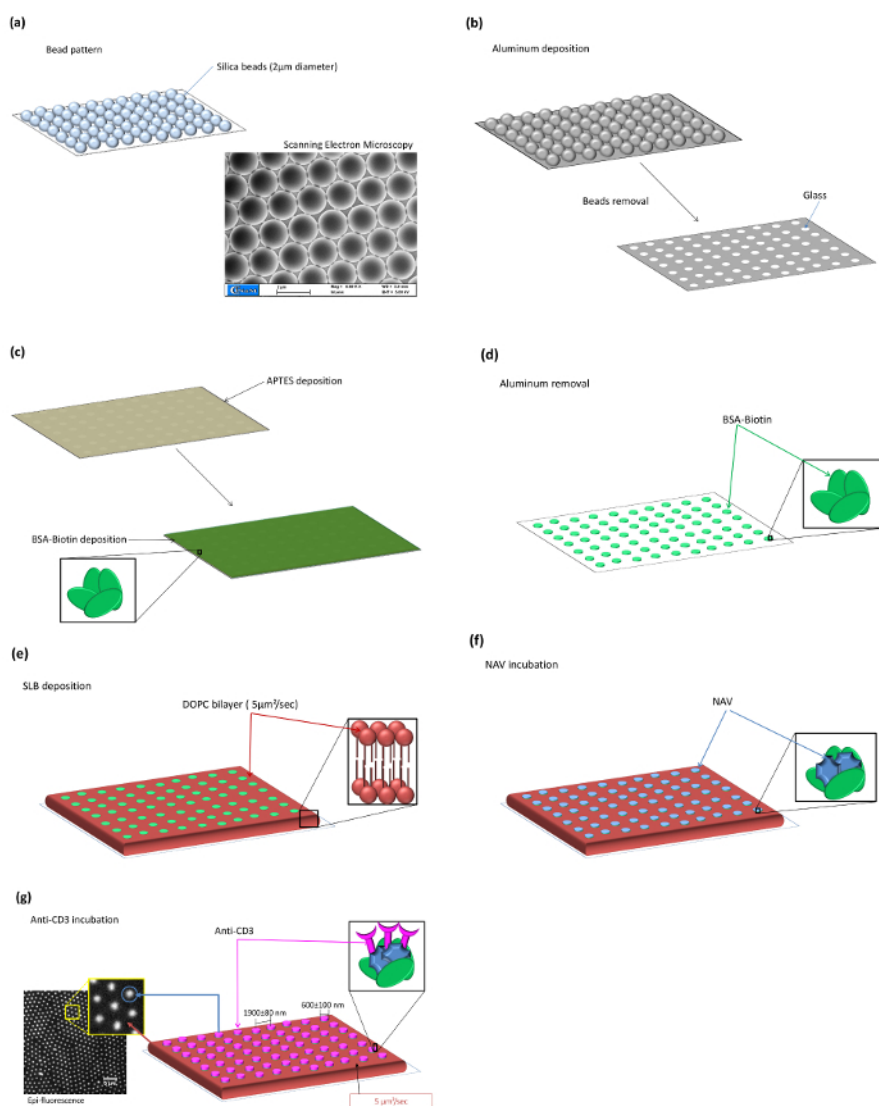 (a)
Bead pattern
Silica beads (2µm diameter)
Scanning Electron Microscopy
(b)
Aluminum deposition
Beads removal
Glass
(c)
APTES deposition
BSA-Biotin deposition
(d)
Aluminum removal
BSA-Biotin
(e)
SLB deposition
DOPC bilayer ( 5µm²/sec)
(f)
NAV incubation
NAV
(g)
Anti-CD3 incubation
Anti-CD3
1900±80 nm
600±100 nm
Epi-fluorescence
5 µm²/sec